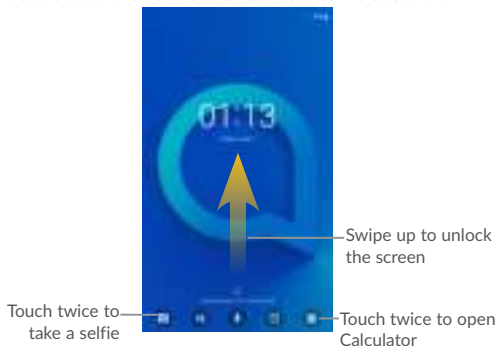 01:13
Swipe up to unlock
the screen
Touch twice to
take a selfie
Touch twice to open
Calculator